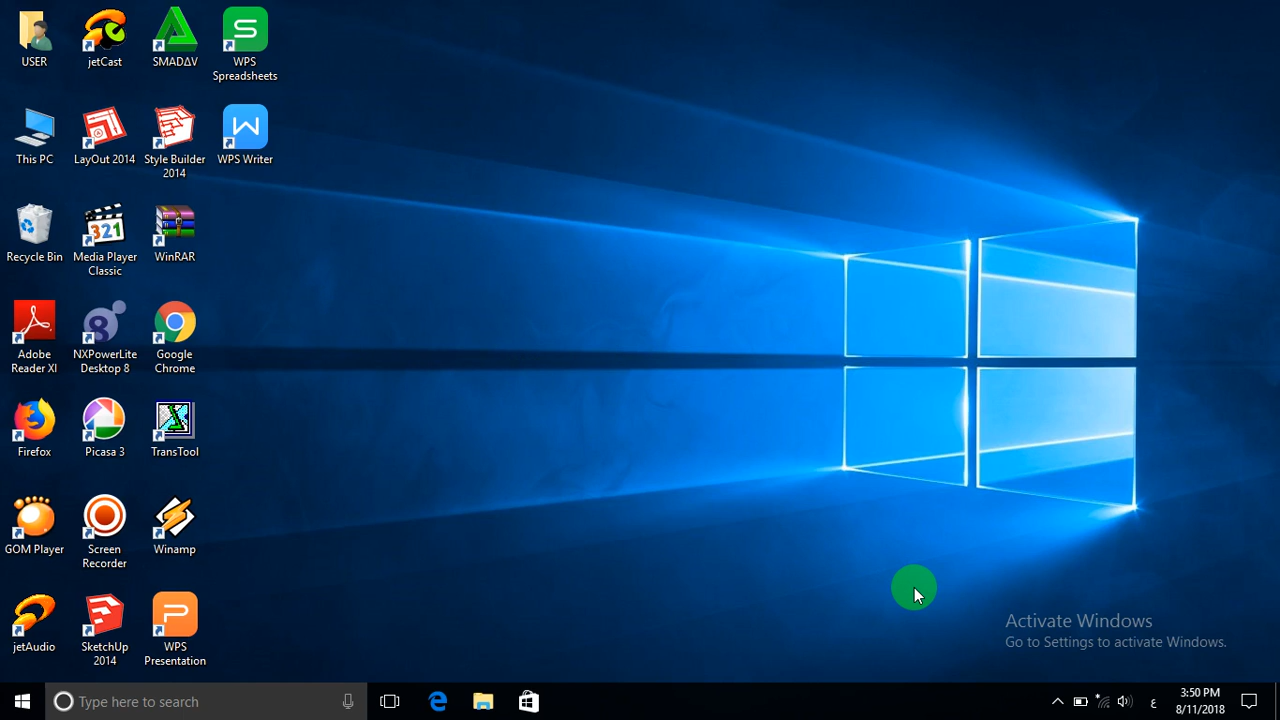 USER
jetCast
SMADΔV
WPS
Spreadsheets
This PC
LayOut 2014
Style Builder
2014
WPS Writer
Recycle Bin
Media Player
Classic
WinRAR
Adobe
Reader XI
NXPowerLite
Desktop 8
Google
Chrome
Firefox
Picasa 3
TransTool
GOM Player
Screen
Recorder
Winamp
jetAudio
SketchUp
2014
WPS
Presentation
321
Activate Windows
Go to Settings to activate Windows.
Type here to search
ع
3:50 PM
8/11/2018